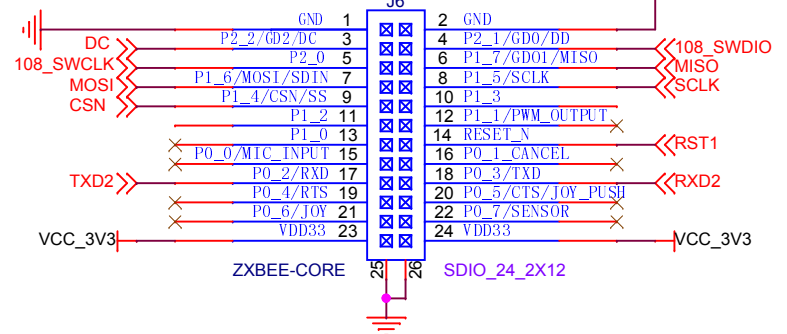 J6
GND 1 2 GND
DC P2_2/GD2/DC 3 4 P2_1/GD0/DD 108_SWDIO
108_SWCLK P2_0 5 6 P1_7/GDO1/MISO MISO
MOSI P1_6/MOSI/SDIN 7 8 P1_5/SCLK SCLK
CSN P1_4/CSN/SS 9 10 P1_3
P1_2 11 12 P1_1/PWM_OUTPUT
P1_0 13 14 RESET_N RST1
P0_0/MIC_INPUT 15 16 P0_1_CANCEL
TXD2 P0_2/RXD 17 18 P0_3/TXD RXD2
P0_4/RTS 19 20 P0_5/CTS/JOY_PUSH
P0_6/JOY 21 22 P0_7/SENSOR
VCC_3V3 VDD33 23 24 VDD33 VCC_3V3
ZXBEE-CORE 25 26 SDIO_24_2X12